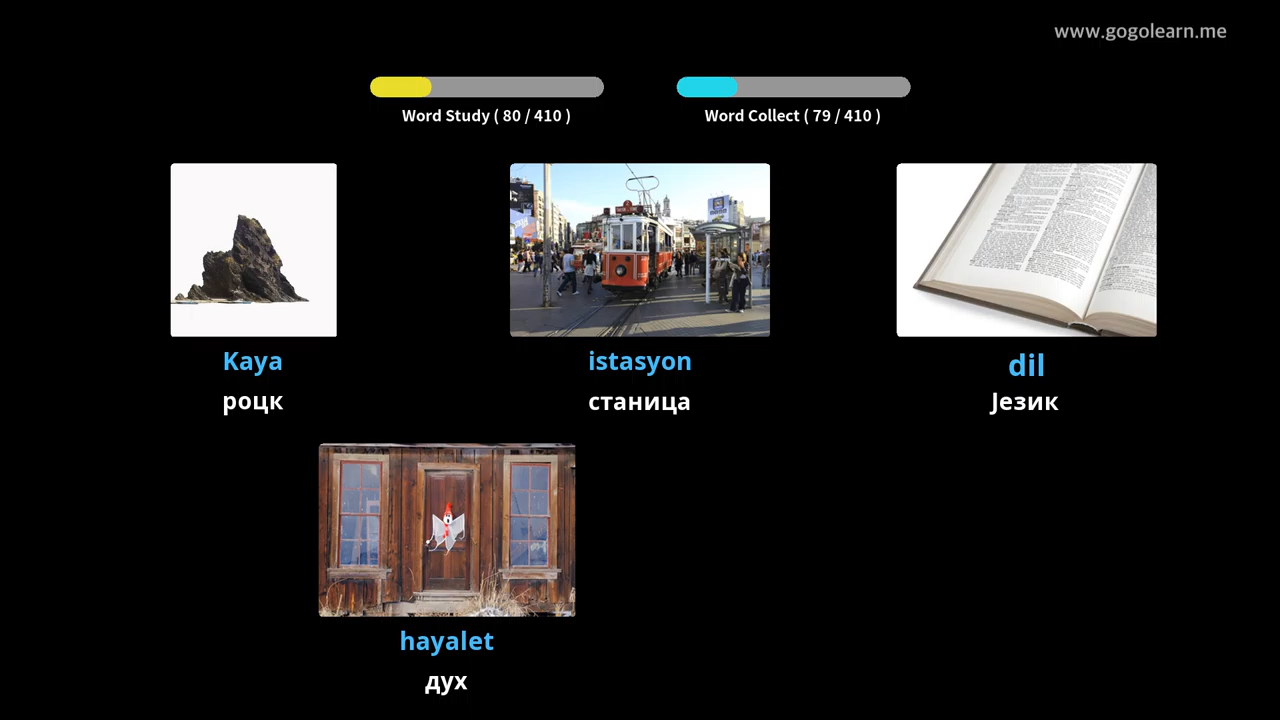 www.gogolearn.me
Word Study ( 80 / 410 )
Word Collect ( 79 / 410 )
Kaya
istasyon
dil
роцк
станица
Језик
hayalet
дух